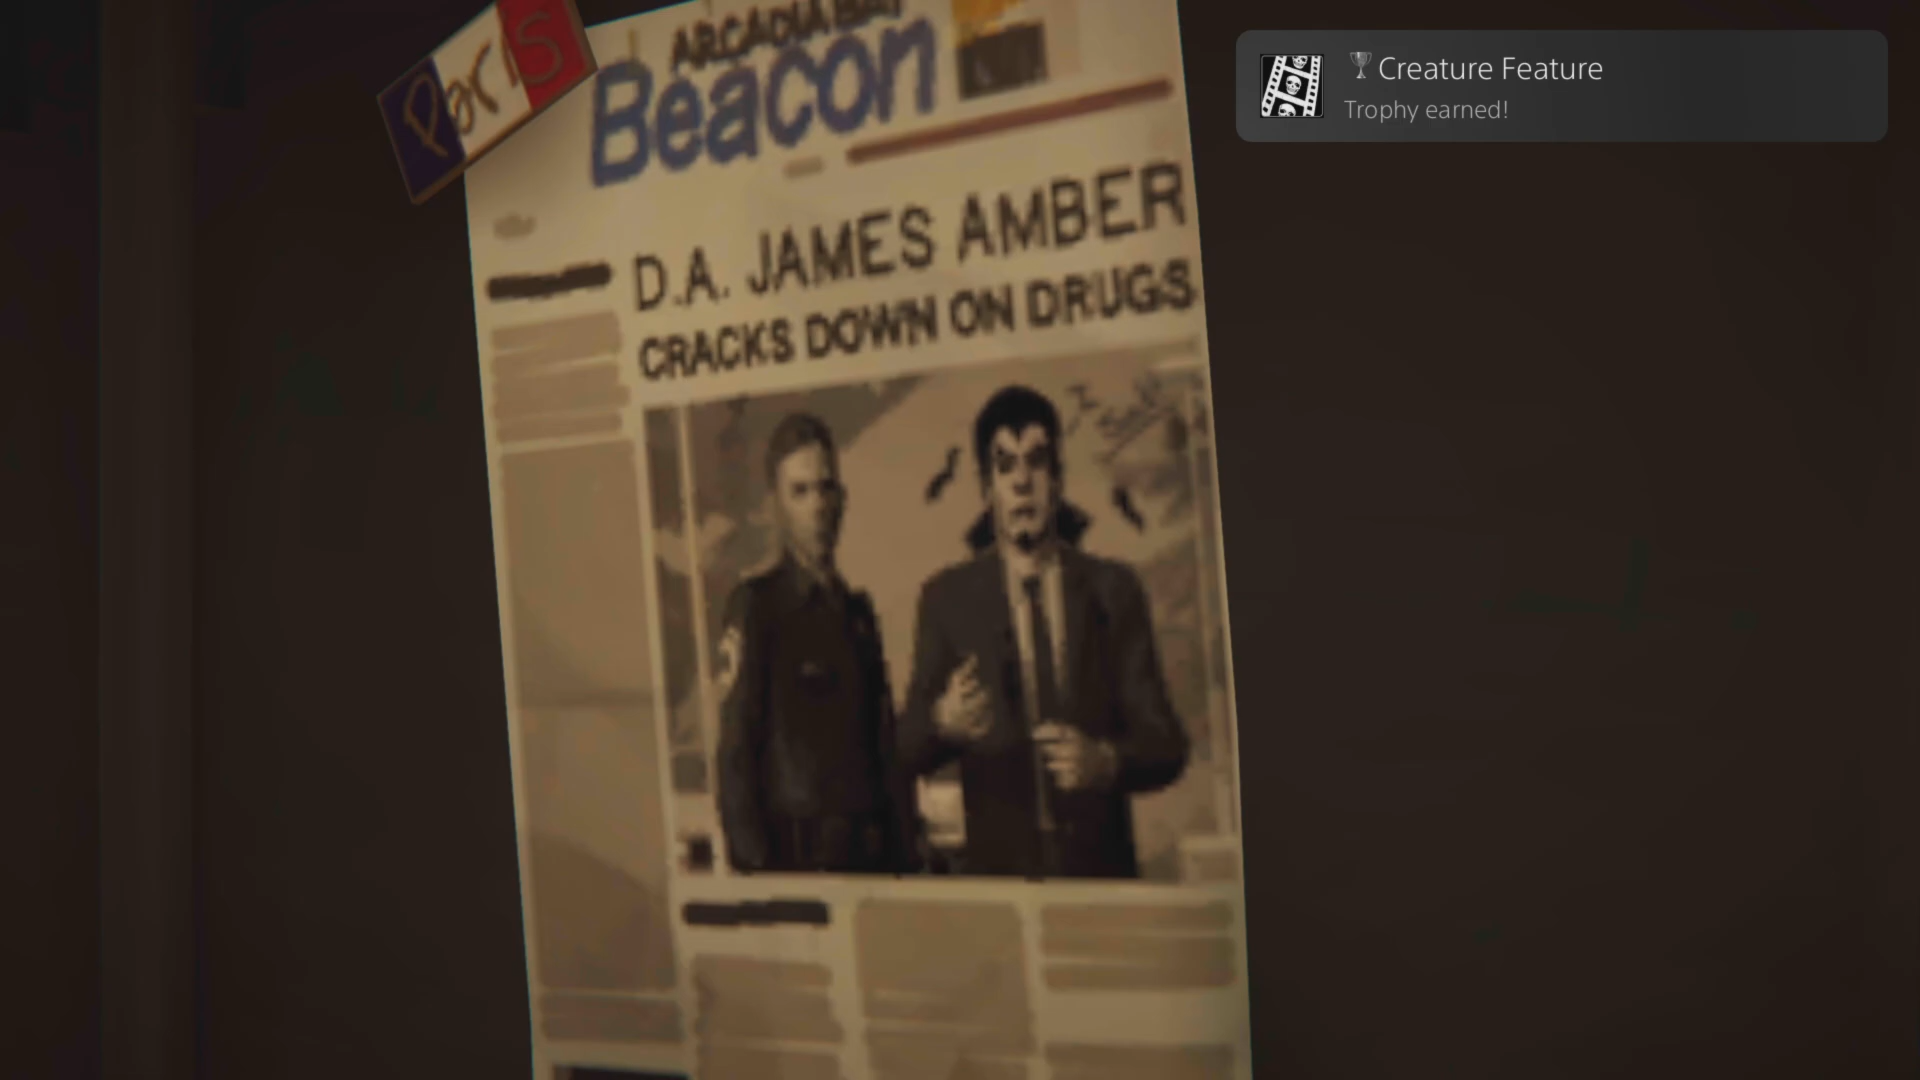 Paris
ARCADIA BAY
Beacon
D.A. JAMES AMBER
CRACKS DOWN ON DRUGS
Creature Feature
Trophy earned!